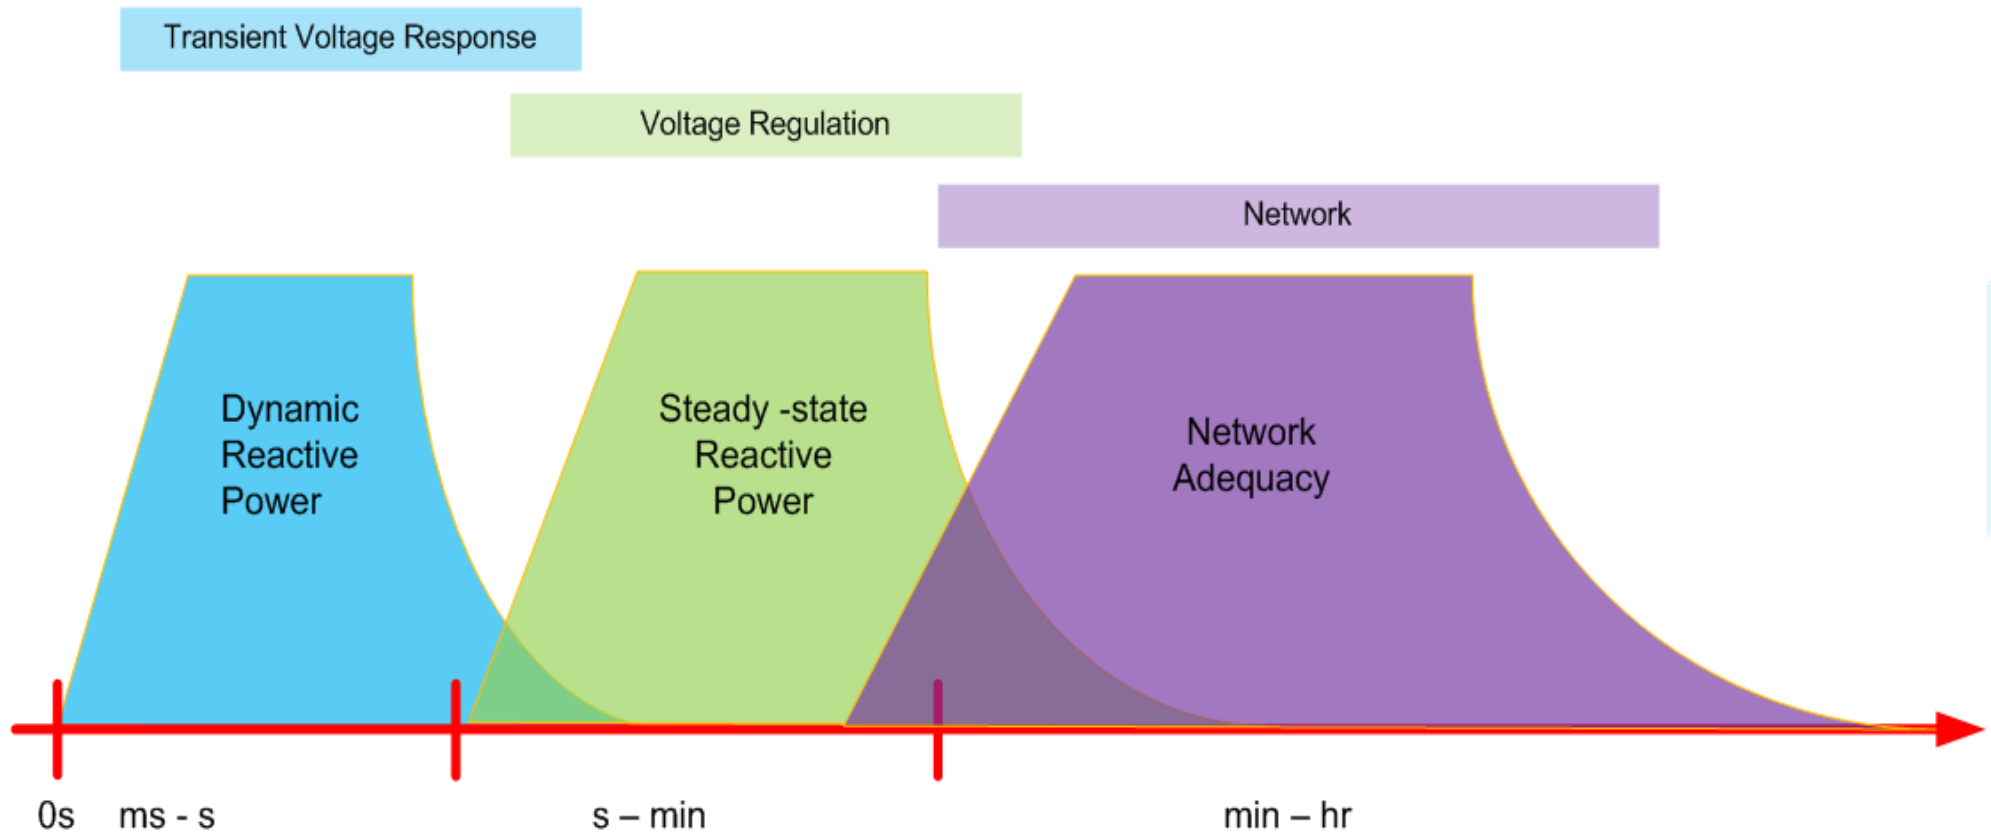 Transient Voltage Response
Voltage Regulation
Network
Dynamic
Reactive
Power
Steady -state
Reactive
Power
Network
Adequacy
0s
ms - s
s – min
min – hr